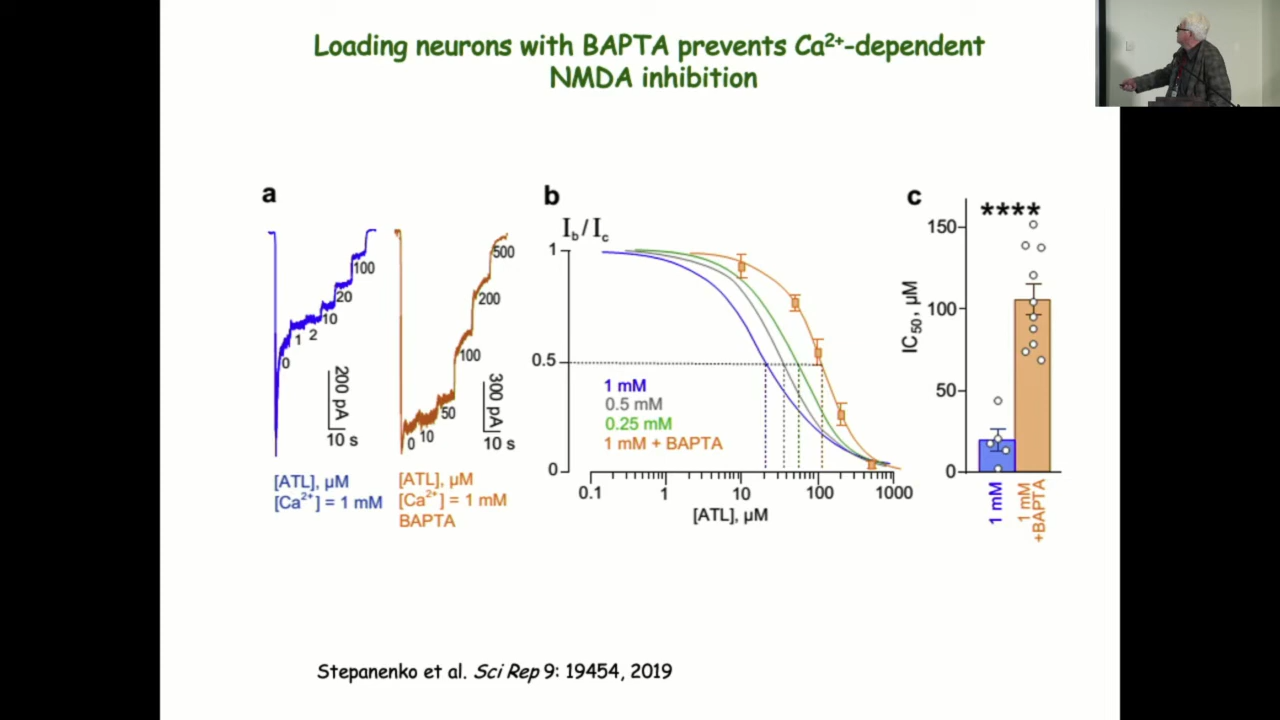 Loading neurons with BAPTA prevents Ca²⁺-dependent
NMDA inhibition
a
0
1
2
10
20
100
200 pA
10 s
[ATL], µM
[Ca²⁺] = 1 mM
0
10
50
100
200
500
300 pA
10 s
[ATL], µM
[Ca²⁺] = 1 mM
BAPTA
b
I_b / I_c
1
0.5
0
1 mM
0.5 mM
0.25 mM
1 mM + BAPTA
0.1
1
10
100
1000
[ATL], µM
c
****
150
100
50
0
IC₅₀, µM
1 mM
1 mM
+BAPTA
Stepanenko et al. Sci Rep 9: 19454, 2019